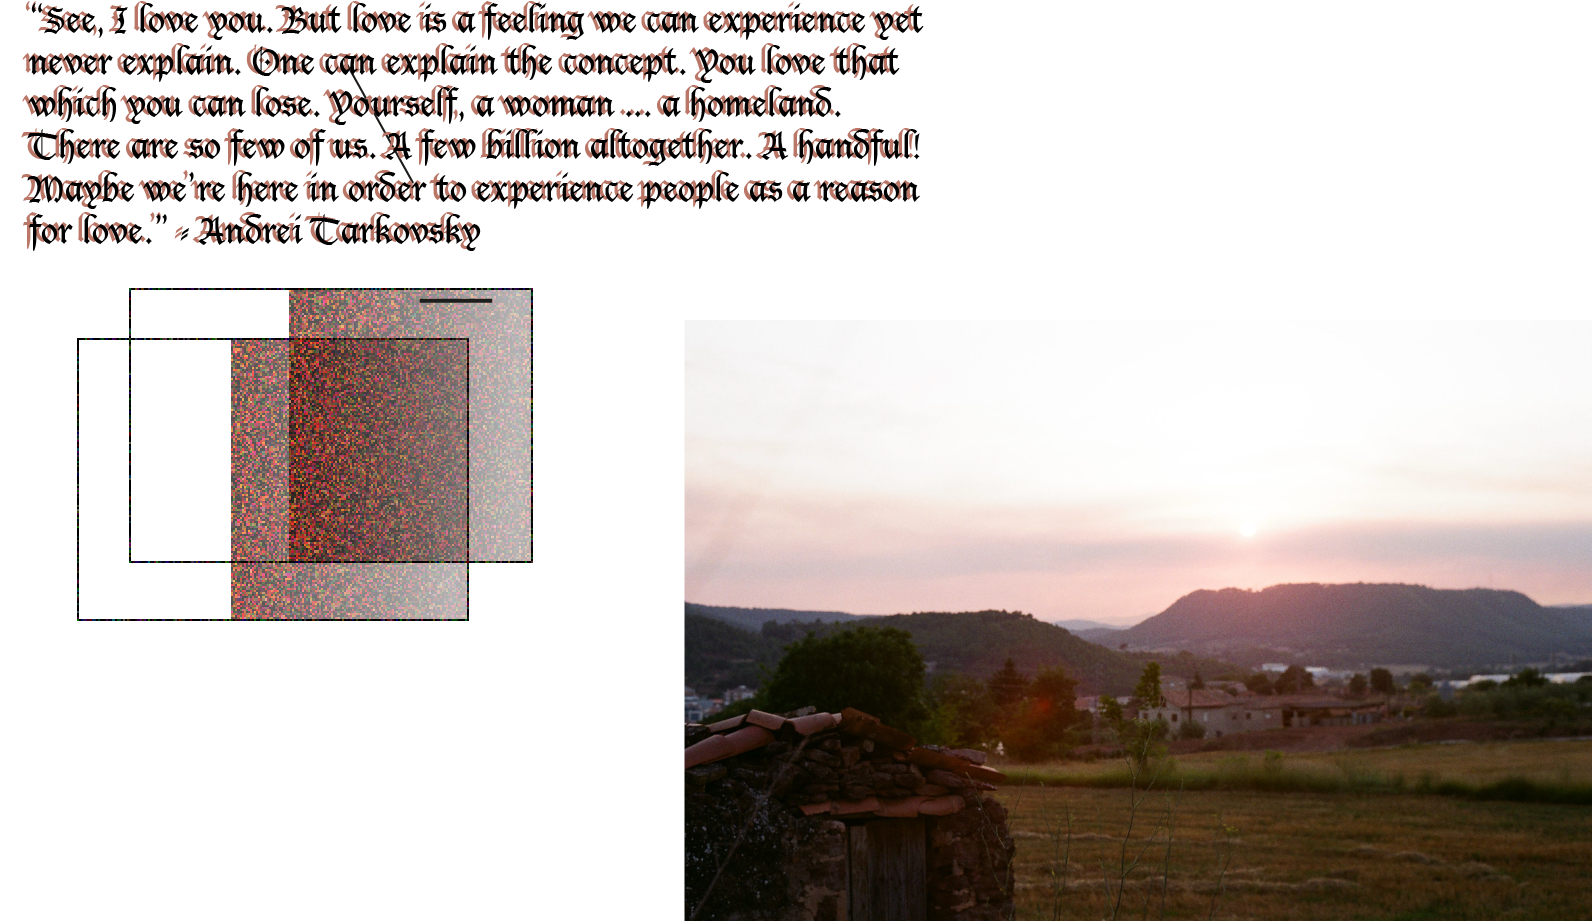 “See, I love you. But love is a feeling we can experience yet
never explain. One can explain the concept. You love that
which you can lose. Yourself, a woman ... a homeland.
There are so few of us. A few billion altogether. A handful!
Maybe we're here in order to experience people as a reason
for love.” - Andrei Tarkovsky